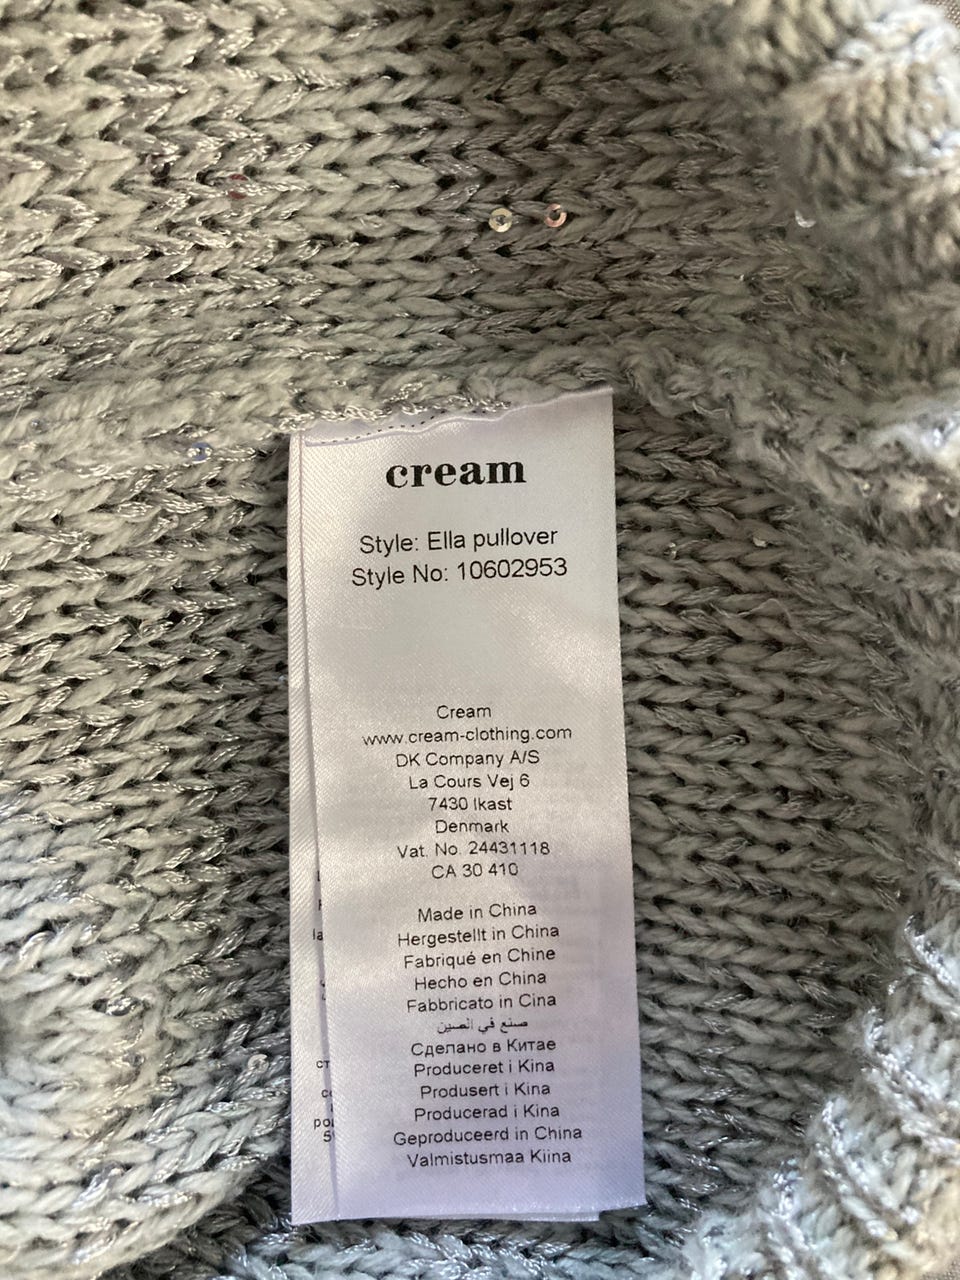 cream
Style: Ella pullover
Style No: 10602953
Cream
www.cream-clothing.com
DK Company A/S
La Cours Vej 6
7430 Ikast
Denmark
Vat. No. 24431118
CA 30 410
Made in China
Hergestellt in China
Fabriqué en Chine
Hecho en China
Fabbricato in Cina
صنع في الصين
Сделано в Китае
Produceret i Kina
Produsert i Kina
Producerad i Kina
Geproduceerd in China
Valmistusmaa Kiina